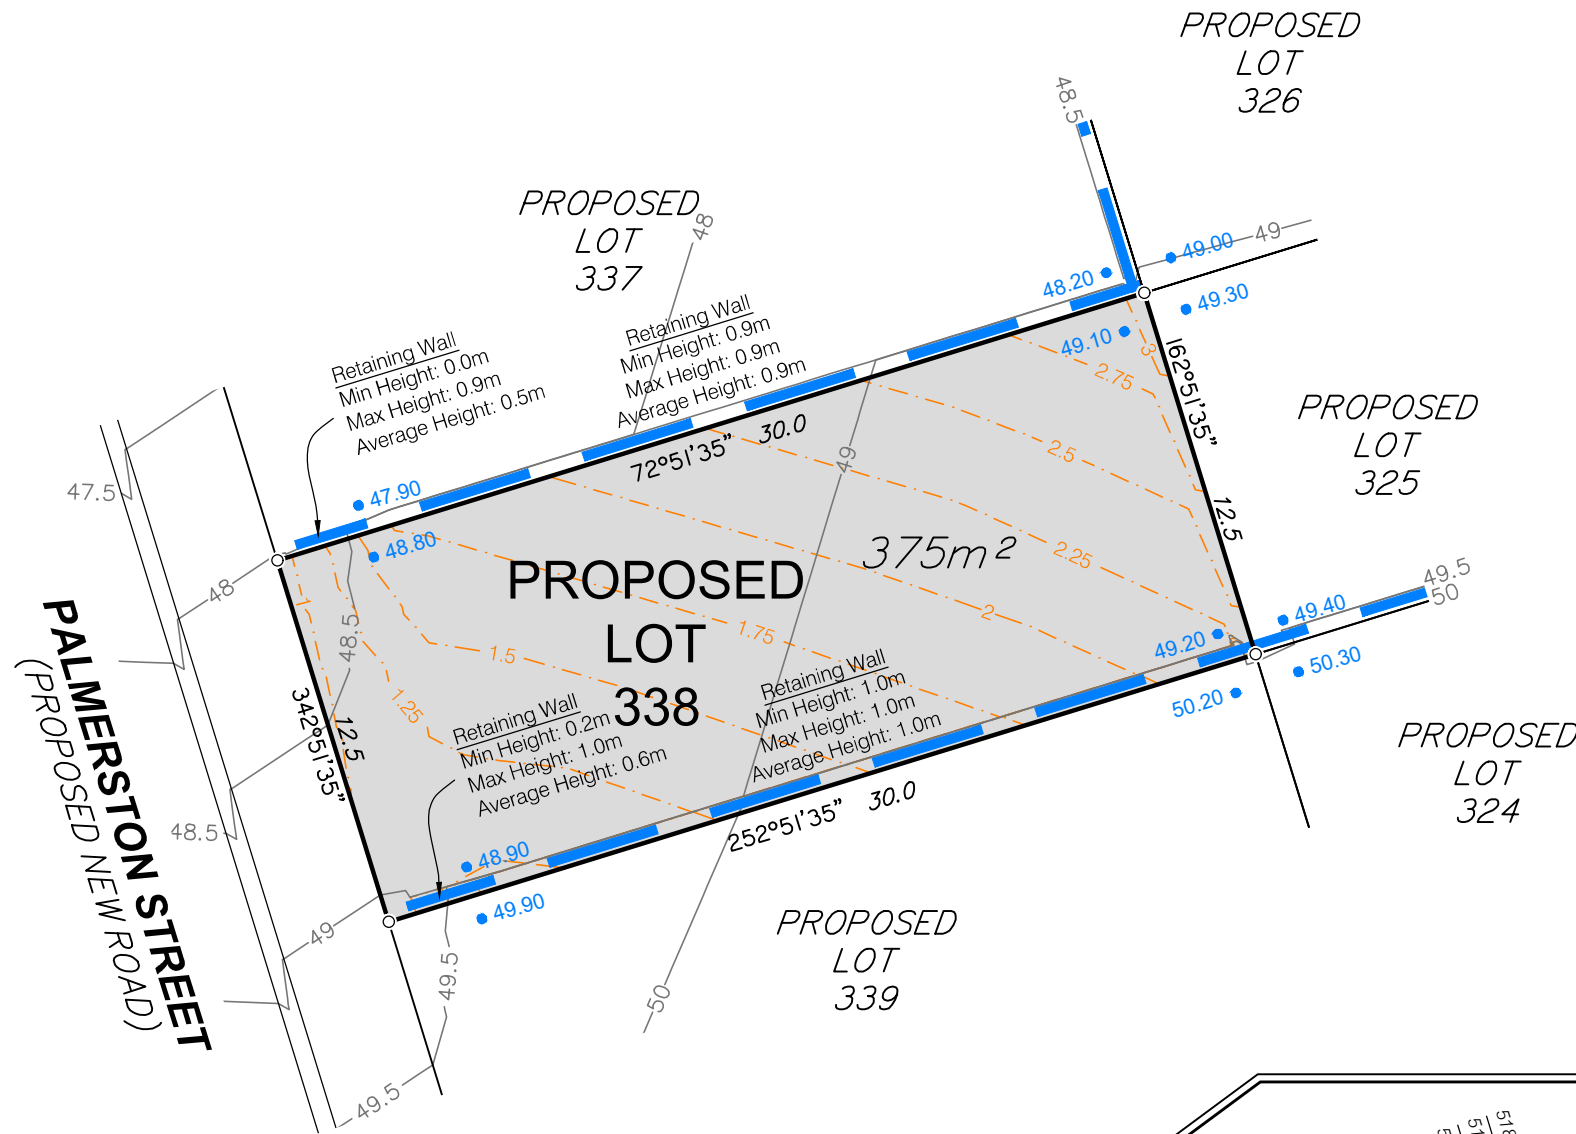 PROPOSED
LOT
326
48.5
PROPOSED
LOT
337
48
49.00
49
48.20
49.30
Retaining Wall
Min Height: 0.9m
Max Height: 0.9m
Average Height: 0.9m
Retaining Wall
Min Height: 0.0m
Max Height: 0.9m
Average Height: 0.5m
49.10
3
2.75
162°51'35"
PROPOSED
LOT
325
72°51'35"
30.0
2.5
49
47.5
47.90
48.80
12.5
375m²
2.25
PROPOSED
LOT
338
48
1
48.5
1.75
2
1.5
49.5
50
49.40
49.20
50.30
50.20
PALMERSTON STREET
(PROPOSED NEW ROAD)
342°51'35"
12.5
1.25
Retaining Wall
Min Height: 0.2m
Max Height: 1.0m
Average Height: 0.6m
Retaining Wall
Min Height: 1.0m
Max Height: 1.0m
Average Height: 1.0m
PROPOSED
LOT
324
48.5
252°51'35"
30.0
48.90
49.90
49
49.5
50
PROPOSED
LOT
339
49.5
518